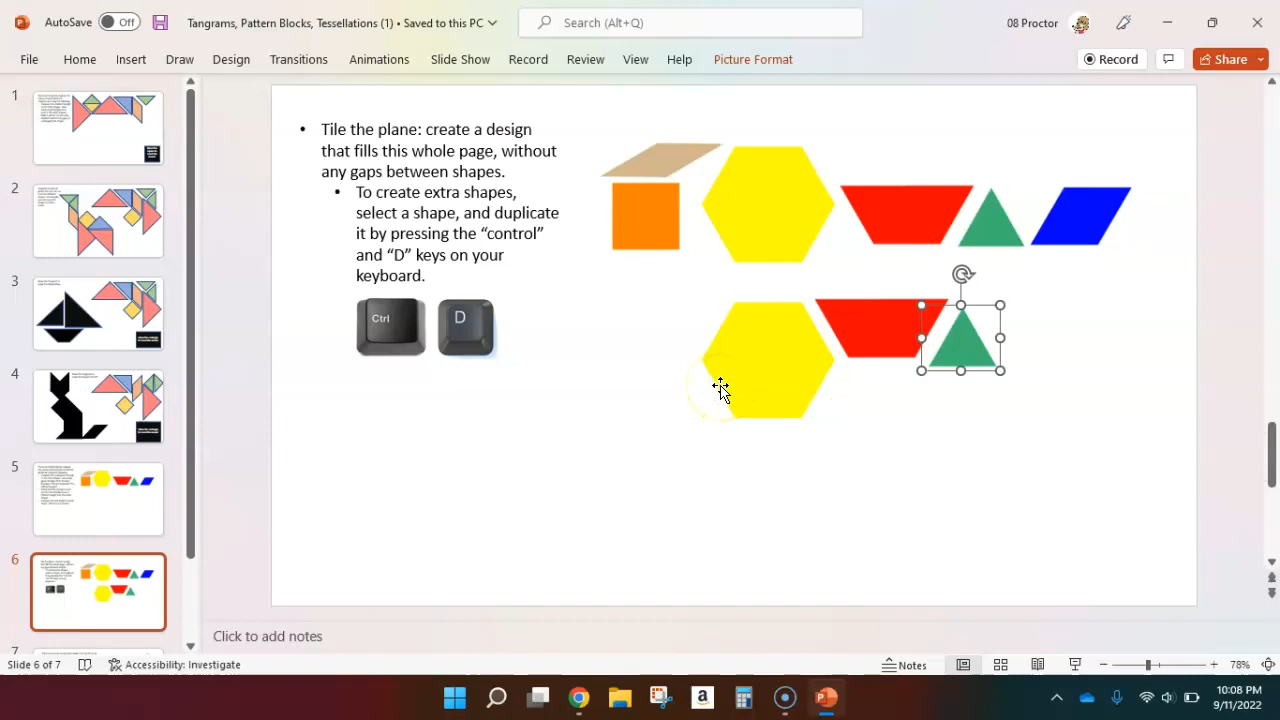 AutoSave Off Tangrams, Pattern Blocks, Tessellations (1) • Saved to this PC Search (Alt+Q) 08 Proctor
File Home Insert Draw Design Transitions Animations Slide Show Record Review View Help Picture Format Record Share
1
2
3
4
5
6
7
• Tile the plane: create a design
that fills this whole page, without
any gaps between shapes.
• To create extra shapes,
select a shape, and duplicate
it by pressing the “control”
and “D” keys on your
keyboard.
Ctrl D
Click to add notes
Slide 6 of 7 Accessibility: Investigate Notes 78%
10:08 PM
9/11/2022